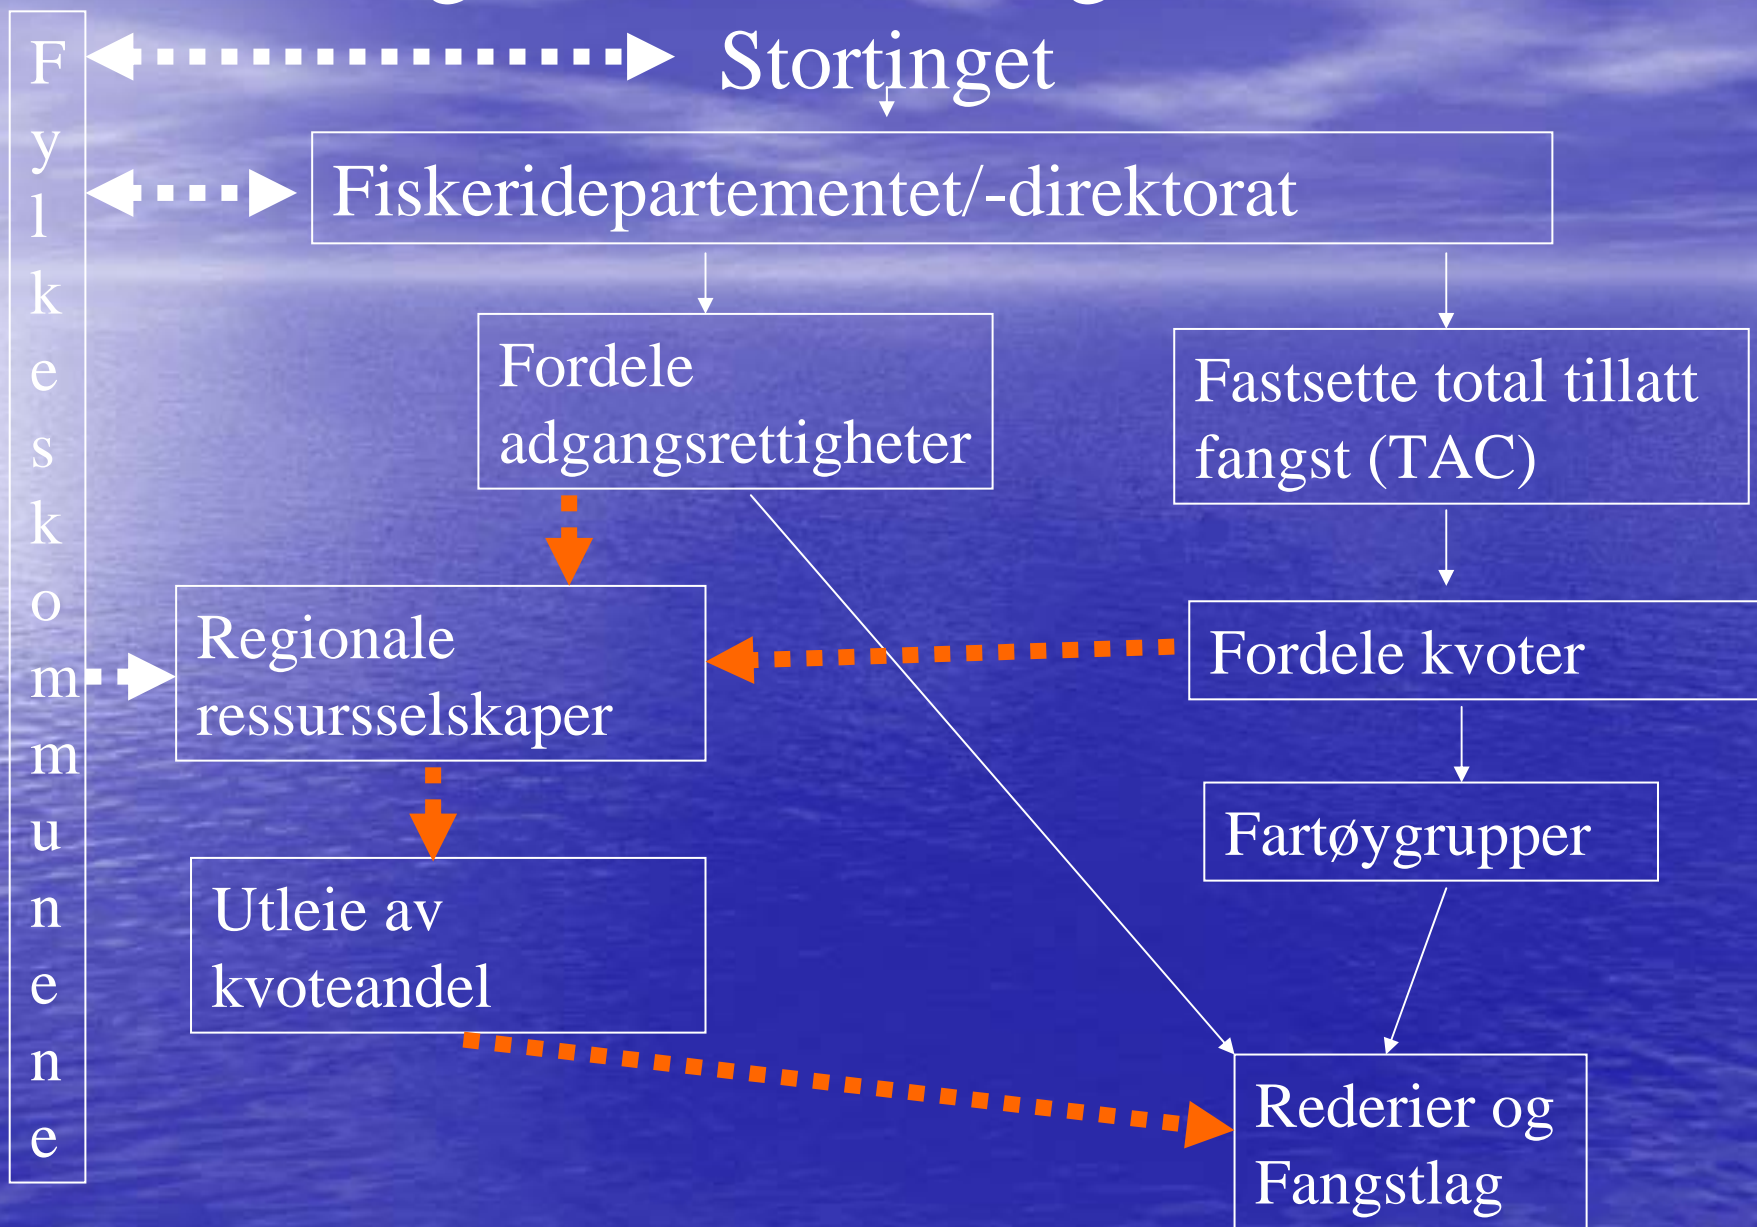 Stortinget
Fylkesskommunene
Fiskeridepartementet/-direktorat
Fordele
adgangsrettigheter
Fastsette total tillatt
fangst (TAC)
Regionale
ressursselskaper
Fordele kvoter
Fartøygrupper
Utleie av
kvoteandel
Rederier og
Fangstlag